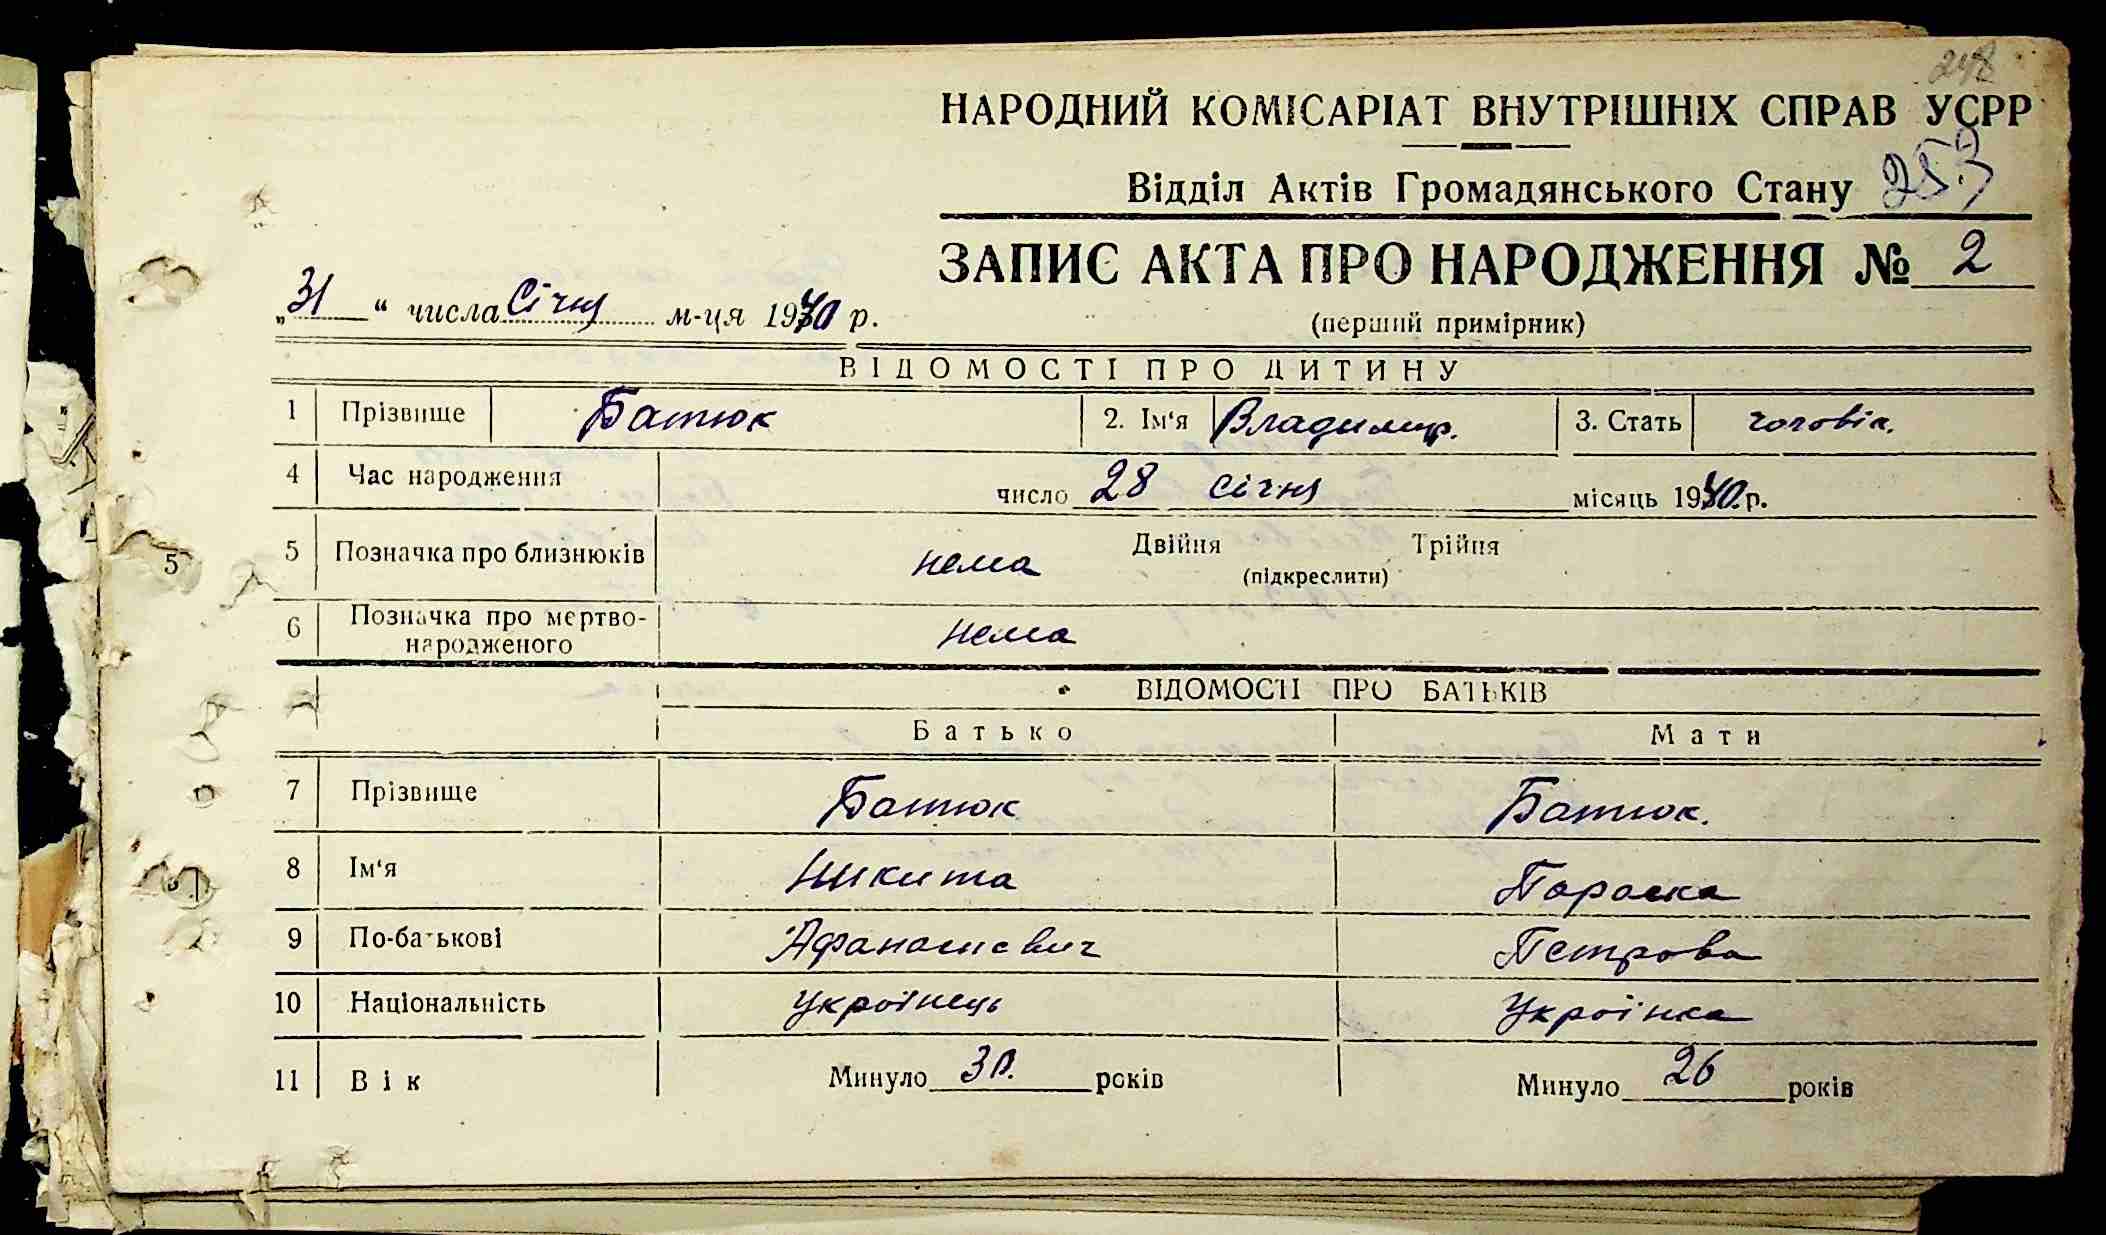 248
НАРОДНИЙ КОМІСАРІАТ ВНУТРІШНІХ СПРАВ УСРР
Відділ Актів Громадянського Стану 253
ЗАПИС АКТА ПРО НАРОДЖЕННЯ № 2
„31“ числа Січня м-ця 1940 р.
(перший примірник)
ВІДОМОСТІ ПРО ДИТИНУ
1 Прізвище Батюк 2. Ім‘я Владимир. 3. Стать чоловік.
4 Час народження число 28 січня місяць 1940.р.
5 Позначка про близнюків нема Двійня Трійня
(підкреслити)
6 Позначка про мертво-
народженого нема
ВІДОМОСТІ ПРО БАТЬКІВ
Батько Мати
7 Прізвище Батюк Батюк.
8 Ім‘я Никита Параска
9 По-батькові Афанасиевич Петрова
10 Національність Українець Українка
11 Вік Минуло 30. років Минуло 26 років
5